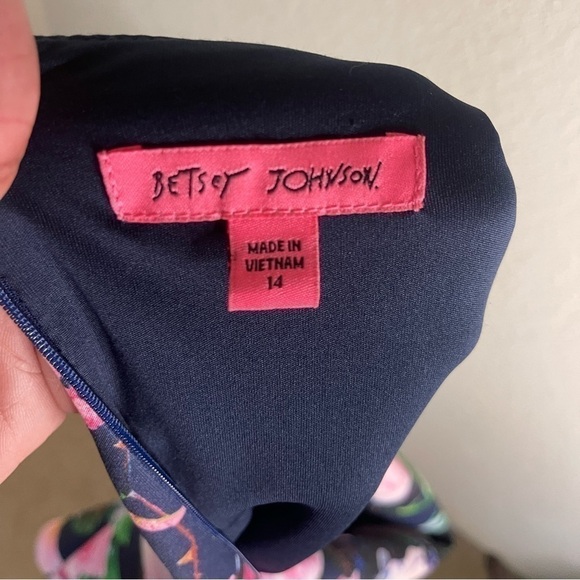 BETSEY JOHNSON.
MADE IN
VIETNAM
14